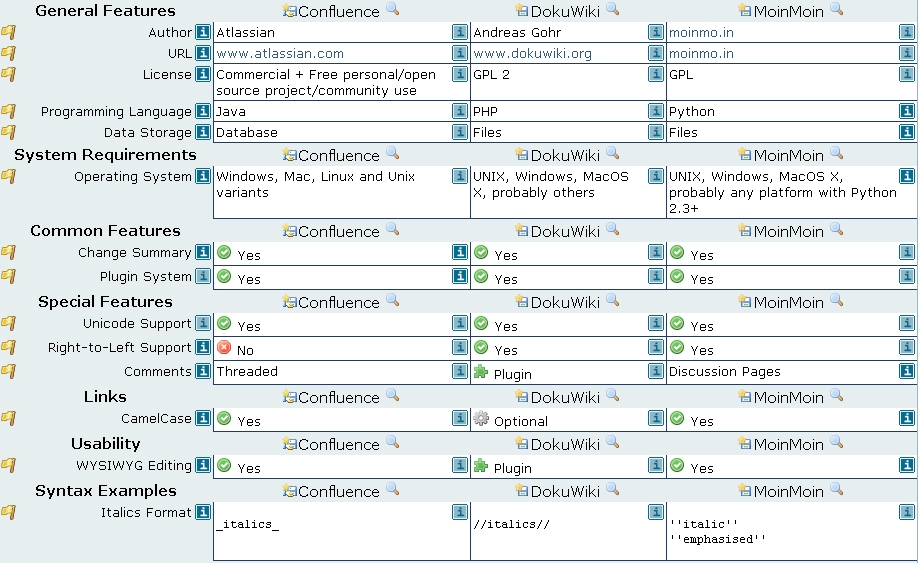 General Features Confluence DokuWiki MoinMoin
Author Atlassian Andreas Gohr moinmo.in
URL www.atlassian.com www.dokuwiki.org moinmo.in
License Commercial + Free personal/open GPL 2 GPL
source project/community use
Programming Language Java PHP Python
Data Storage Database Files Files
System Requirements Confluence DokuWiki MoinMoin
Operating System Windows, Mac, Linux and Unix UNIX, Windows, MacOS UNIX, Windows, MacOS X,
variants X, probably others probably any platform with Python
2.3+
Common Features Confluence DokuWiki MoinMoin
Change Summary Yes Yes Yes
Plugin System Yes Yes Yes
Special Features Confluence DokuWiki MoinMoin
Unicode Support Yes Yes Yes
Right-to-Left Support No Yes Yes
Comments Threaded Plugin Discussion Pages
Links Confluence DokuWiki MoinMoin
CamelCase Yes Optional Yes
Usability Confluence DokuWiki MoinMoin
WYSIWYG Editing Yes Plugin Yes
Syntax Examples Confluence DokuWiki MoinMoin
Italics Format _italics_ //italics// ''italic''
''emphasised''